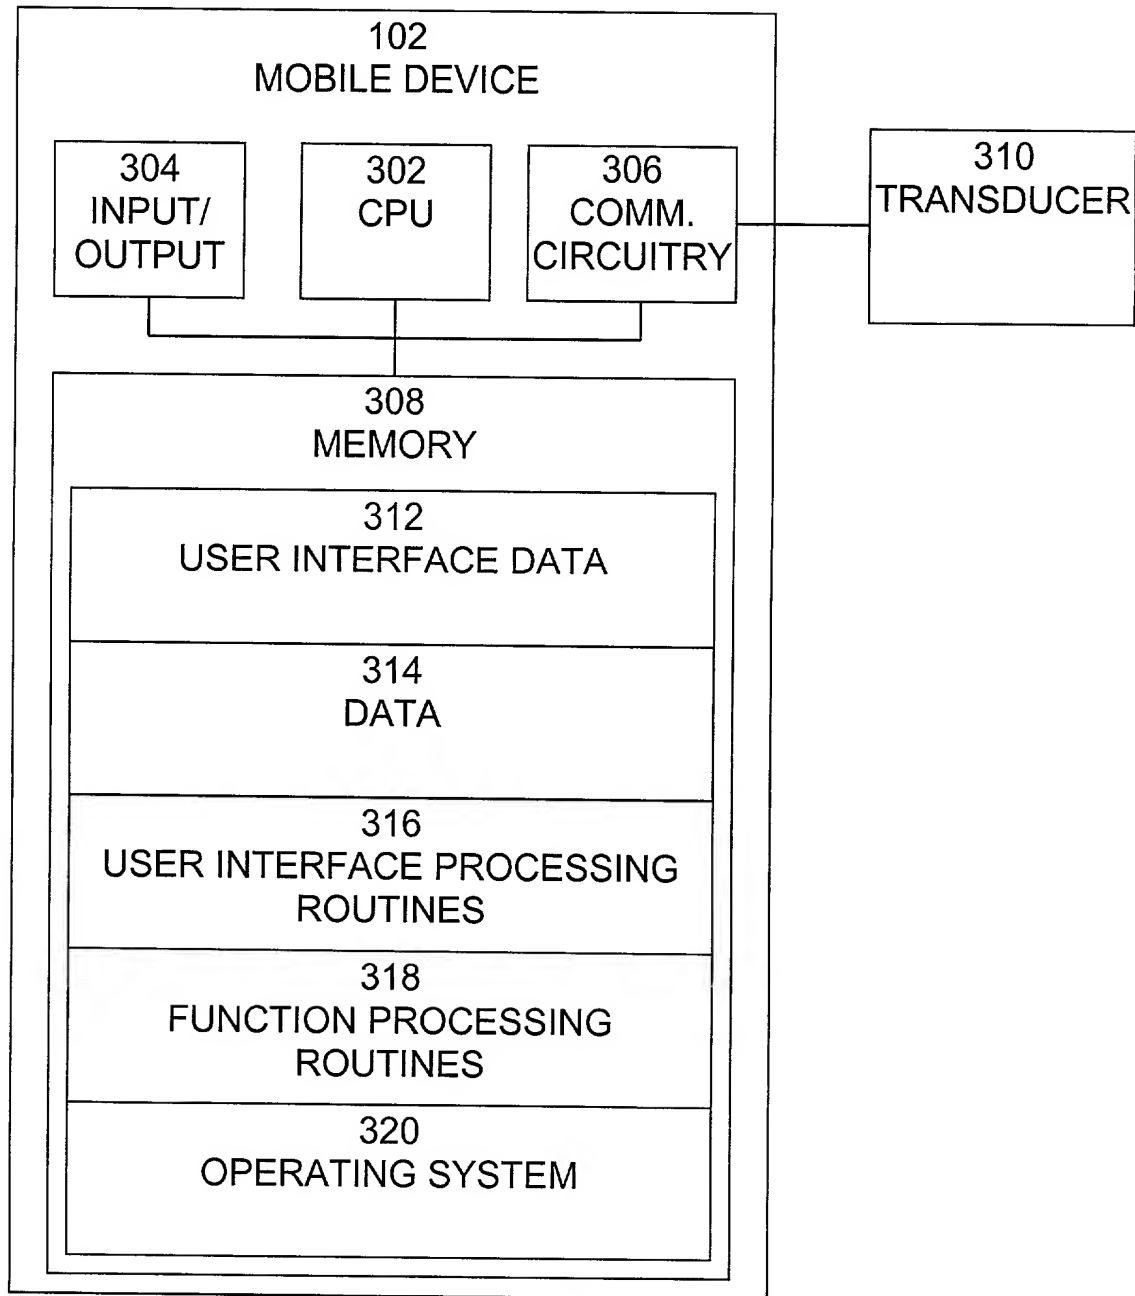 102
MOBILE DEVICE
304
INPUT/
OUTPUT
302
CPU
306
COMM.
CIRCUITRY
310
TRANSDUCER
308
MEMORY
312
USER INTERFACE DATA
314
DATA
316
USER INTERFACE PROCESSING
ROUTINES
318
FUNCTION PROCESSING
ROUTINES
320
OPERATING SYSTEM